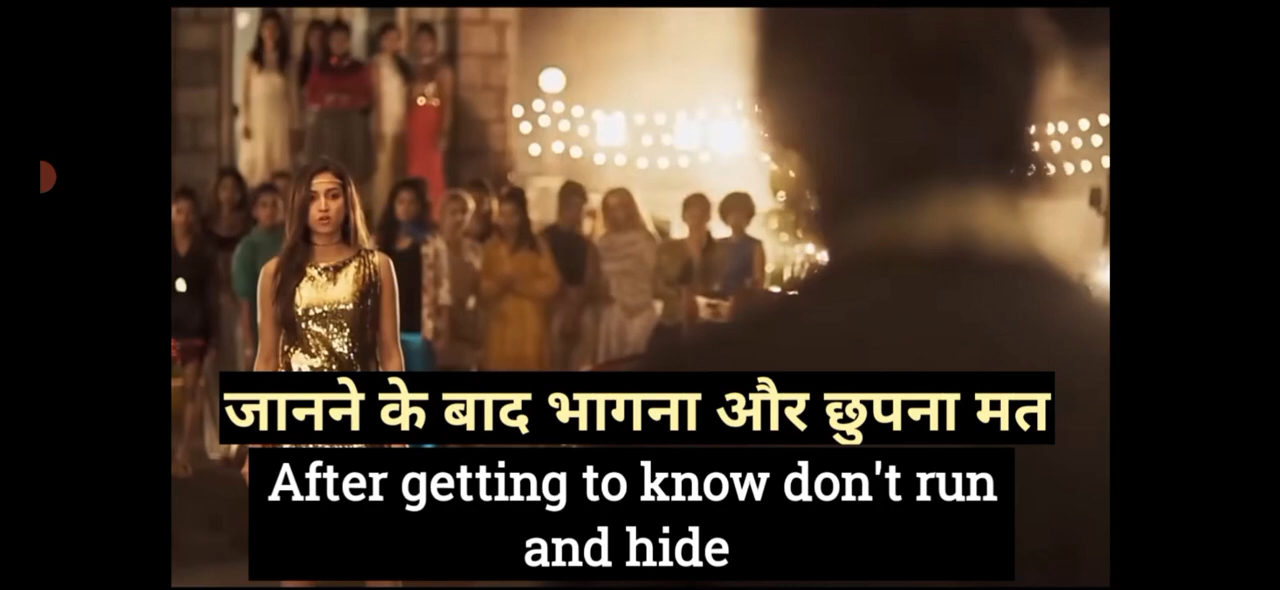 जानने के बाद भागना और छुपना मत
After getting to know don't run
and hide